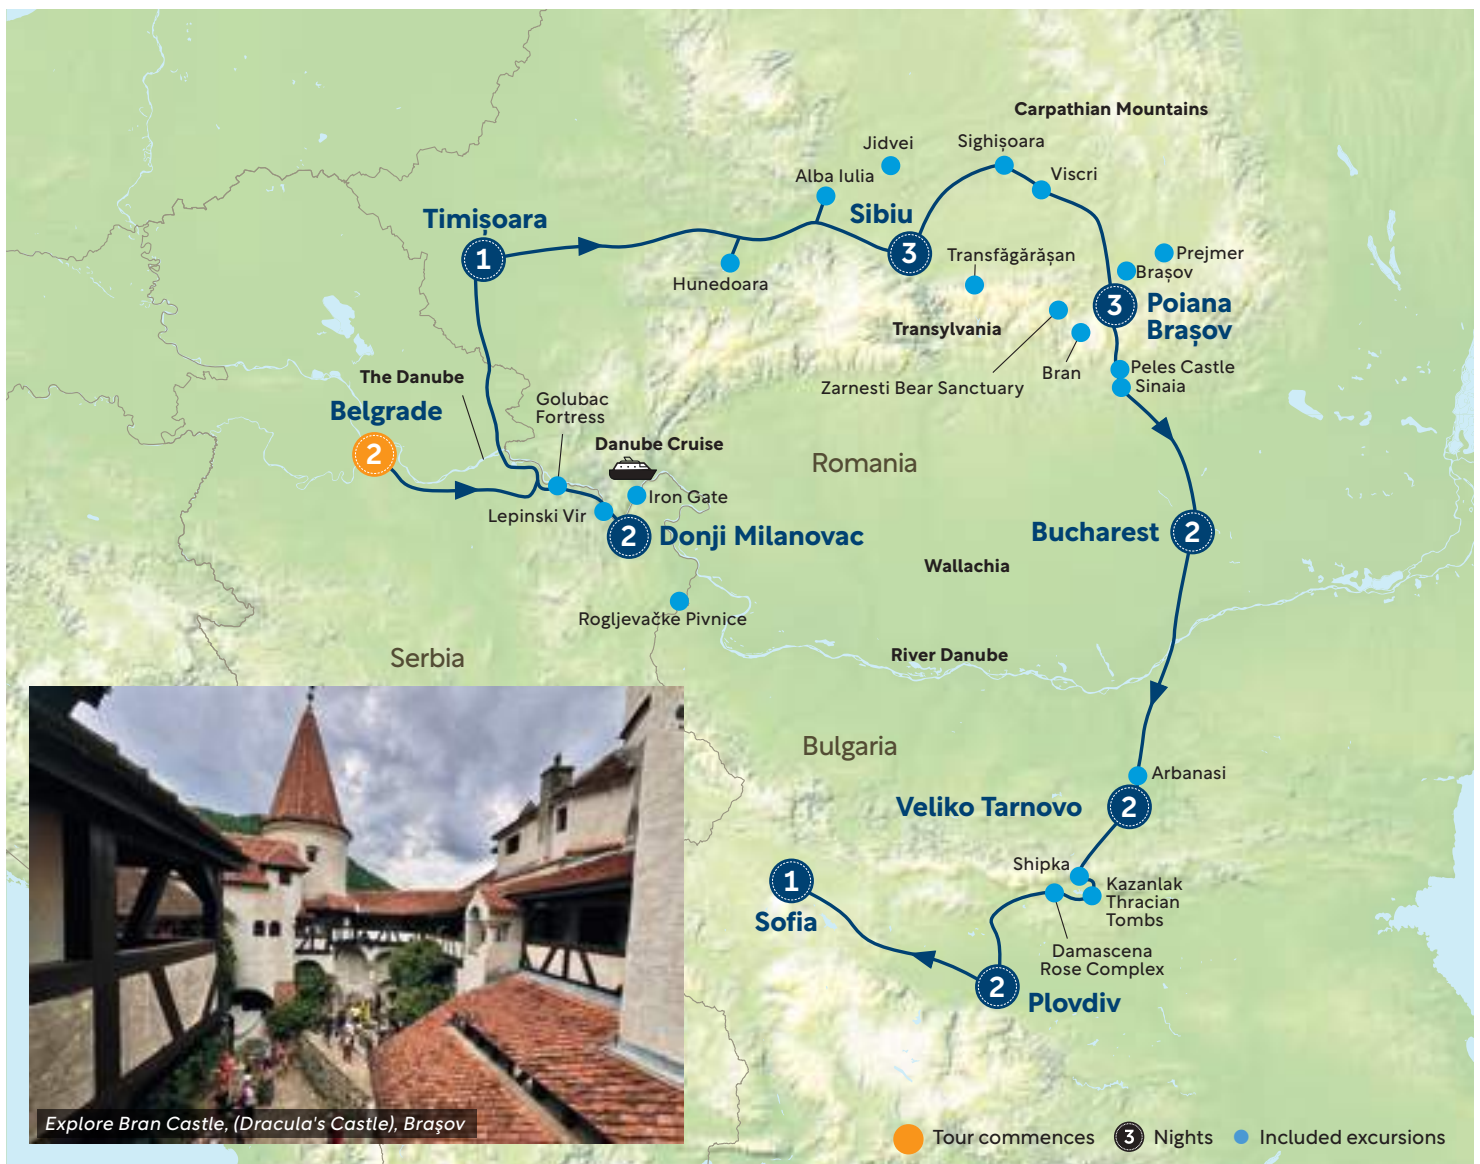 Carpathian Mountains
Jidvei
Sighișoara
Alba Iulia
Viscri
Timișoara
Sibiu
1
3
Hunedoara
Transfăgărășan
Prejmer
Brașov
3
Poiana
Brașov
Transylvania
Zarnesti Bear Sanctuary
Bran
Peles Castle
Sinaia
The Danube
Belgrade
2
Golubac
Fortress
Danube Cruise
Iron Gate
Lepinski Vir
2
Donji Milanovac
Romania
Bucharest
2
Wallachia
Rogljevačke Pivnice
Serbia
River Danube
Bulgaria
Arbanasi
Veliko Tarnovo
2
Shipka
Kazanlak
Thracian
Tombs
1
Sofia
Damascena
Rose Complex
2
Plovdiv
Explore Bran Castle, (Dracula's Castle), Braşov
Tour commences
3
Nights
Included excursions